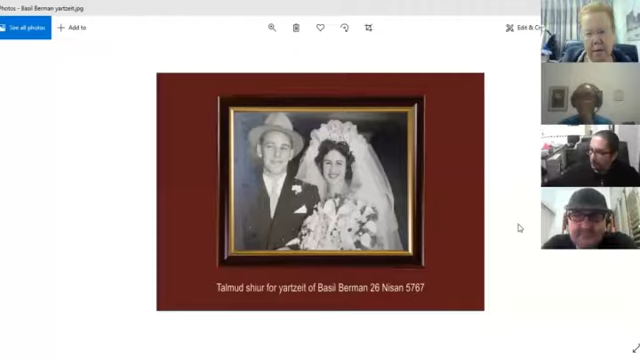 Photos - Basil Berman yartzeit.jpg
See all photos
Add to
Edit & Cr
Talmud shiur for yartzeit of Basil Berman 26 Nisan 5767